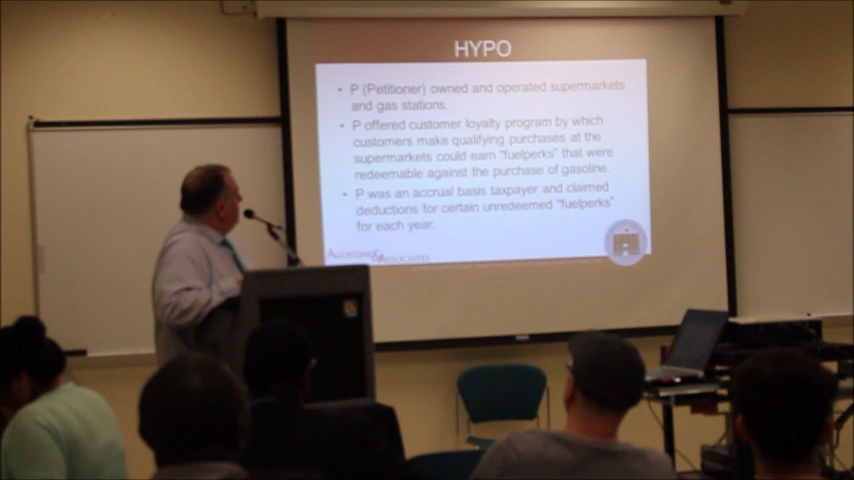 HYPO
• P (Petitioner) owned and operated supermarkets
and gas stations.
• P offered customer loyalty program by which
customers make qualifying purchases at the
supermarkets could earn "fuelperks" that were
redeemable against the purchase of gasoline.
• P was an accrual basis taxpayer and claimed
deductions for certain unredeemed "fuelperks"
for each year.
AGOSTINO & ASSOCIATES